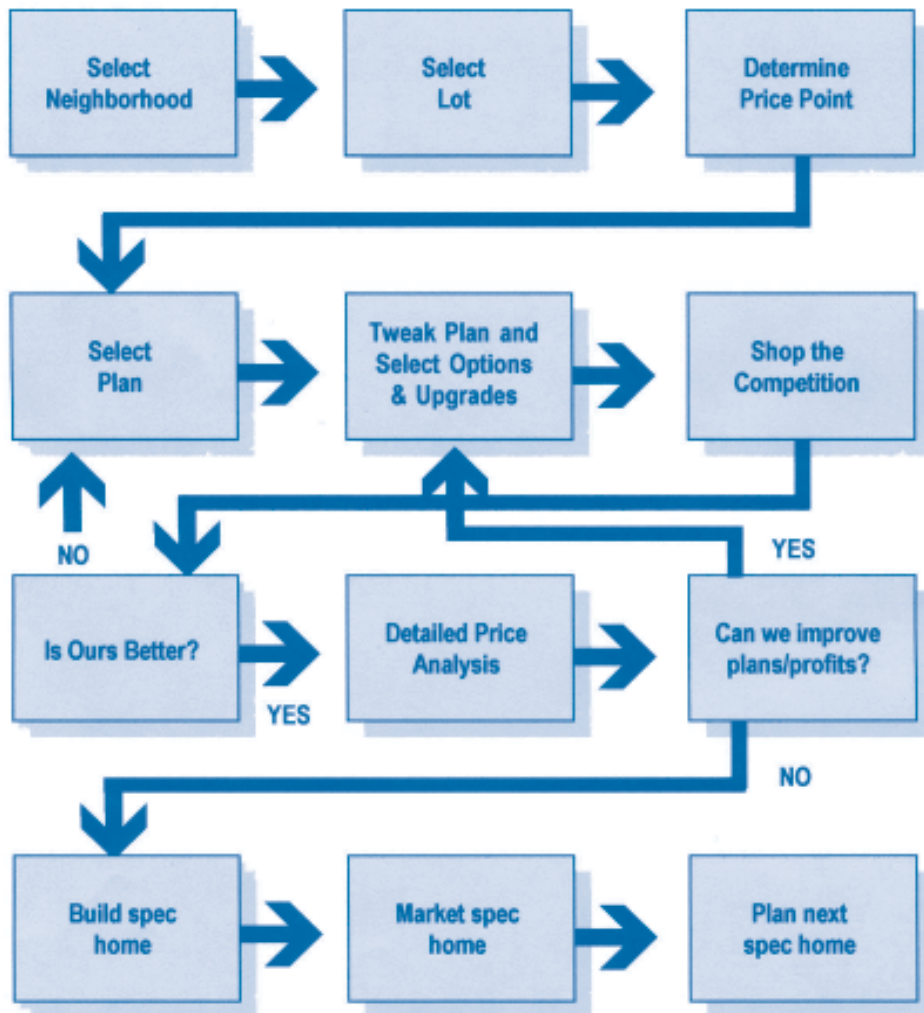 Select
Neighborhood
Select
Lot
Determine
Price Point
Select
Plan
Tweak Plan and
Select Options
& Upgrades
Shop the
Competition
NO
YES
Is Ours Better?
YES
Detailed Price
Analysis
Can we improve
plans/profits?
NO
Build spec
home
Market spec
home
Plan next
spec home